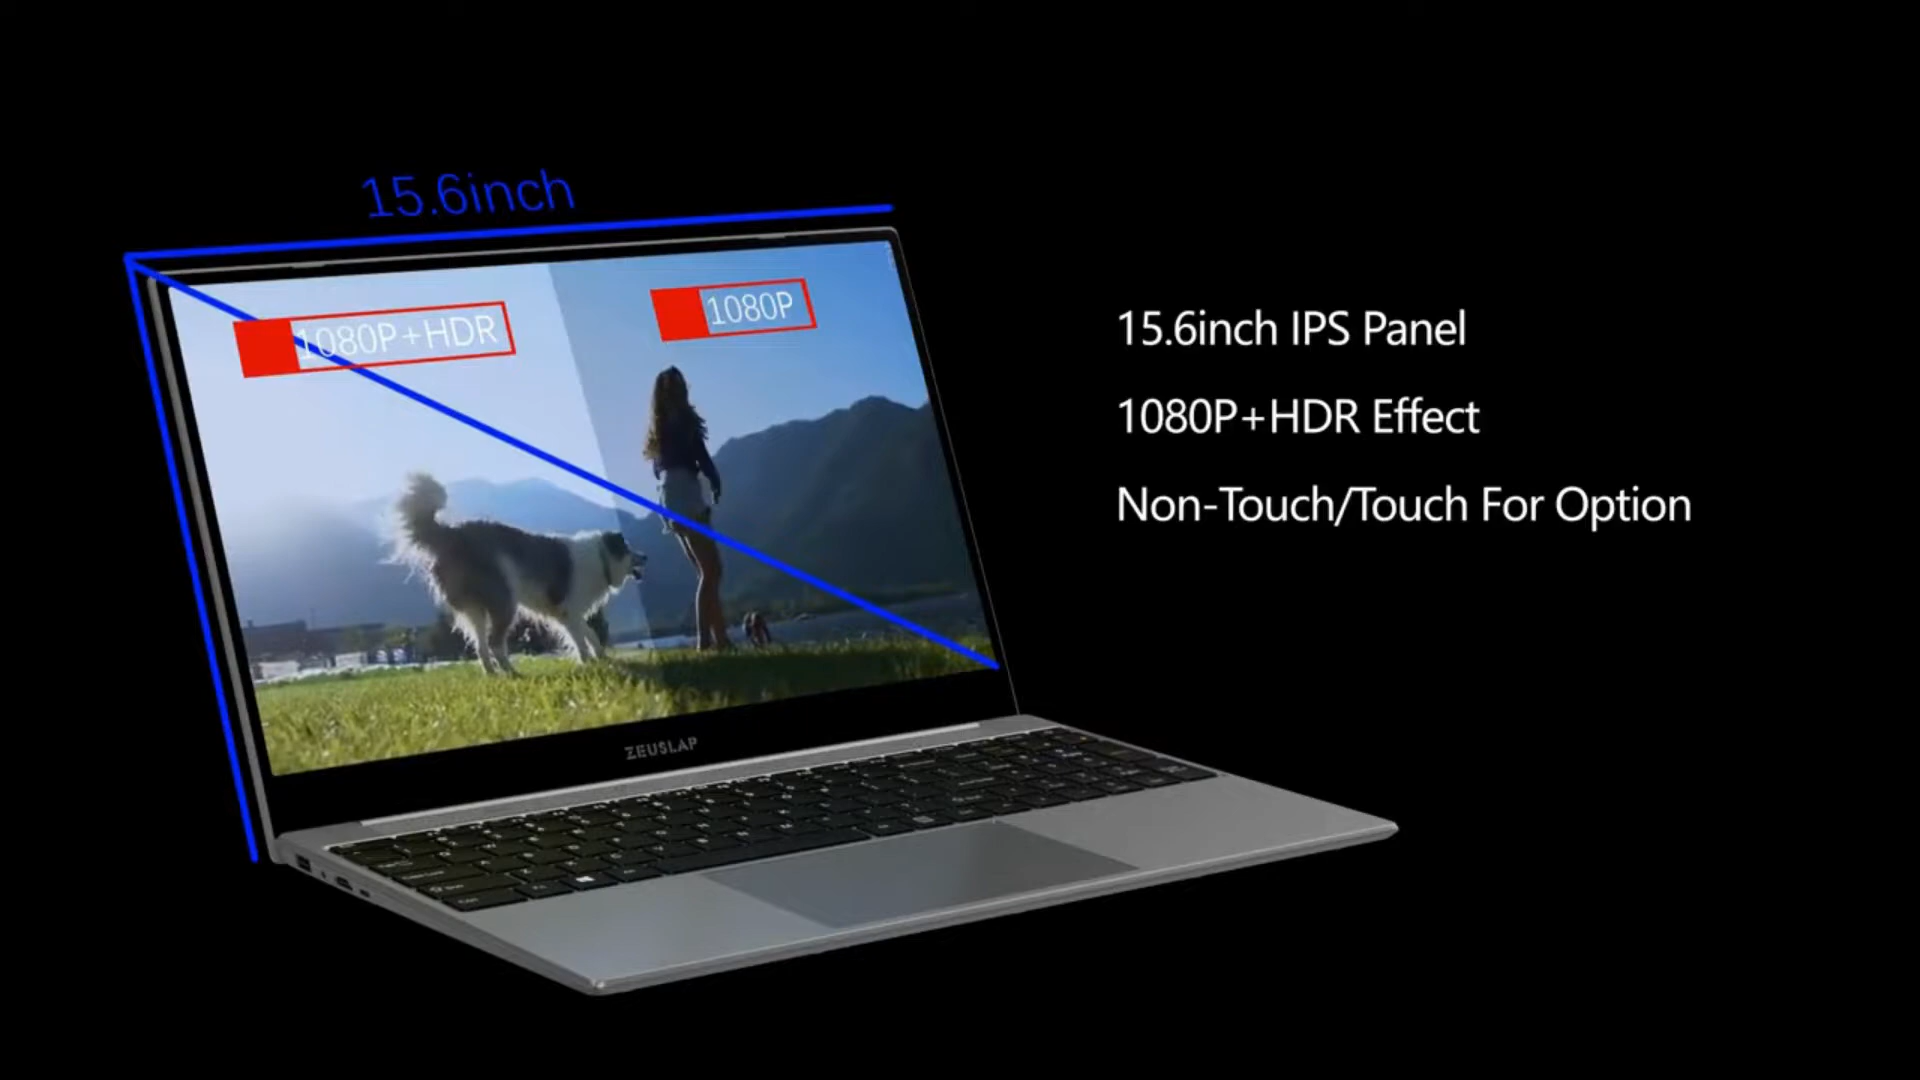 15.6inch
1080P+HDR
1080P
15.6inch IPS Panel
1080P+HDR Effect
Non-Touch/Touch For Option
ZEUSLAP